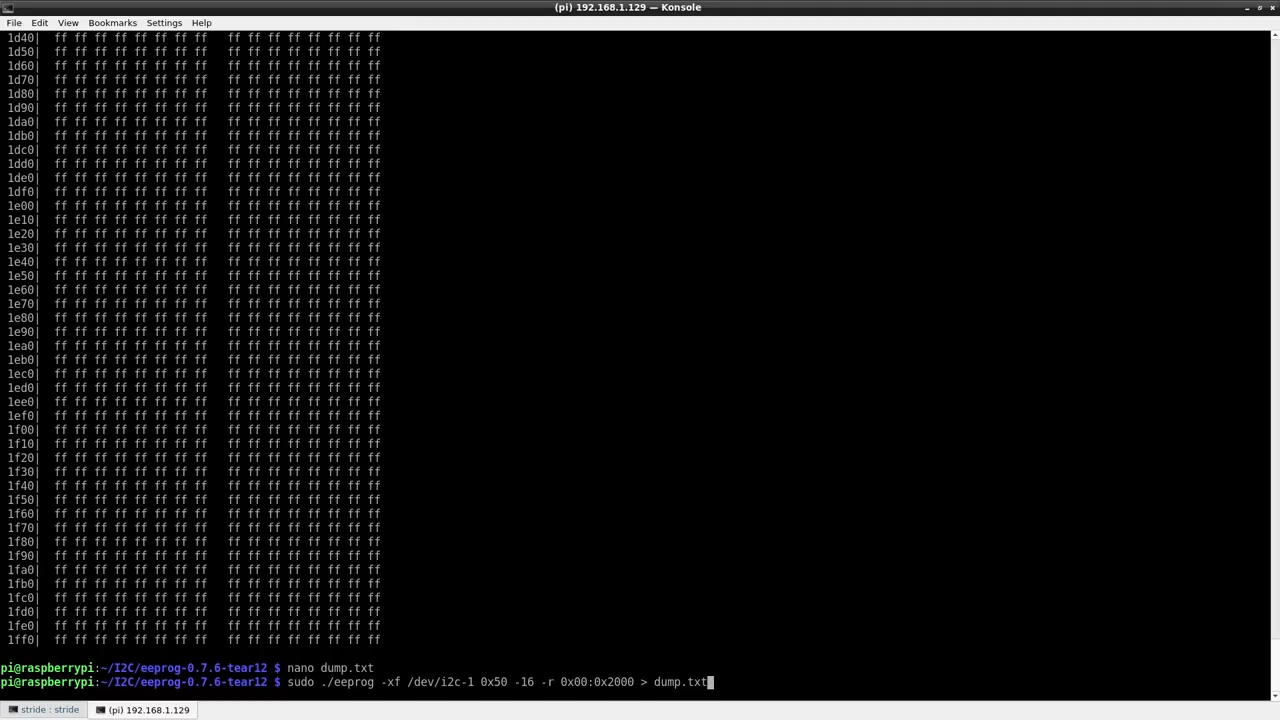 (pi) 192.168.1.129 — Konsole
File Edit View Bookmarks Settings Help
1d40|  ff ff ff ff ff ff ff ff   ff ff ff ff ff ff ff ff
1d50|  ff ff ff ff ff ff ff ff   ff ff ff ff ff ff ff ff
1d60|  ff ff ff ff ff ff ff ff   ff ff ff ff ff ff ff ff
1d70|  ff ff ff ff ff ff ff ff   ff ff ff ff ff ff ff ff
1d80|  ff ff ff ff ff ff ff ff   ff ff ff ff ff ff ff ff
1d90|  ff ff ff ff ff ff ff ff   ff ff ff ff ff ff ff ff
1da0|  ff ff ff ff ff ff ff ff   ff ff ff ff ff ff ff ff
1db0|  ff ff ff ff ff ff ff ff   ff ff ff ff ff ff ff ff
1dc0|  ff ff ff ff ff ff ff ff   ff ff ff ff ff ff ff ff
1dd0|  ff ff ff ff ff ff ff ff   ff ff ff ff ff ff ff ff
1de0|  ff ff ff ff ff ff ff ff   ff ff ff ff ff ff ff ff
1df0|  ff ff ff ff ff ff ff ff   ff ff ff ff ff ff ff ff
1e00|  ff ff ff ff ff ff ff ff   ff ff ff ff ff ff ff ff
1e10|  ff ff ff ff ff ff ff ff   ff ff ff ff ff ff ff ff
1e20|  ff ff ff ff ff ff ff ff   ff ff ff ff ff ff ff ff
1e30|  ff ff ff ff ff ff ff ff   ff ff ff ff ff ff ff ff
1e40|  ff ff ff ff ff ff ff ff   ff ff ff ff ff ff ff ff
1e50|  ff ff ff ff ff ff ff ff   ff ff ff ff ff ff ff ff
1e60|  ff ff ff ff ff ff ff ff   ff ff ff ff ff ff ff ff
1e70|  ff ff ff ff ff ff ff ff   ff ff ff ff ff ff ff ff
1e80|  ff ff ff ff ff ff ff ff   ff ff ff ff ff ff ff ff
1e90|  ff ff ff ff ff ff ff ff   ff ff ff ff ff ff ff ff
1ea0|  ff ff ff ff ff ff ff ff   ff ff ff ff ff ff ff ff
1eb0|  ff ff ff ff ff ff ff ff   ff ff ff ff ff ff ff ff
1ec0|  ff ff ff ff ff ff ff ff   ff ff ff ff ff ff ff ff
1ed0|  ff ff ff ff ff ff ff ff   ff ff ff ff ff ff ff ff
1ee0|  ff ff ff ff ff ff ff ff   ff ff ff ff ff ff ff ff
1ef0|  ff ff ff ff ff ff ff ff   ff ff ff ff ff ff ff ff
1f00|  ff ff ff ff ff ff ff ff   ff ff ff ff ff ff ff ff
1f10|  ff ff ff ff ff ff ff ff   ff ff ff ff ff ff ff ff
1f20|  ff ff ff ff ff ff ff ff   ff ff ff ff ff ff ff ff
1f30|  ff ff ff ff ff ff ff ff   ff ff ff ff ff ff ff ff
1f40|  ff ff ff ff ff ff ff ff   ff ff ff ff ff ff ff ff
1f50|  ff ff ff ff ff ff ff ff   ff ff ff ff ff ff ff ff
1f60|  ff ff ff ff ff ff ff ff   ff ff ff ff ff ff ff ff
1f70|  ff ff ff ff ff ff ff ff   ff ff ff ff ff ff ff ff
1f80|  ff ff ff ff ff ff ff ff   ff ff ff ff ff ff ff ff
1f90|  ff ff ff ff ff ff ff ff   ff ff ff ff ff ff ff ff
1fa0|  ff ff ff ff ff ff ff ff   ff ff ff ff ff ff ff ff
1fb0|  ff ff ff ff ff ff ff ff   ff ff ff ff ff ff ff ff
1fc0|  ff ff ff ff ff ff ff ff   ff ff ff ff ff ff ff ff
1fd0|  ff ff ff ff ff ff ff ff   ff ff ff ff ff ff ff ff
1fe0|  ff ff ff ff ff ff ff ff   ff ff ff ff ff ff ff ff
1ff0|  ff ff ff ff ff ff ff ff   ff ff ff ff ff ff ff ff
pi@raspberrypi:~/I2C/eeprog-0.7.6-tear12 $ nano dump.txt
pi@raspberrypi:~/I2C/eeprog-0.7.6-tear12 $ sudo ./eeprog -xf /dev/i2c-1 0x50 -16 -r 0x00:0x2000 > dump.txt
stride : stride (pi) 192.168.1.129